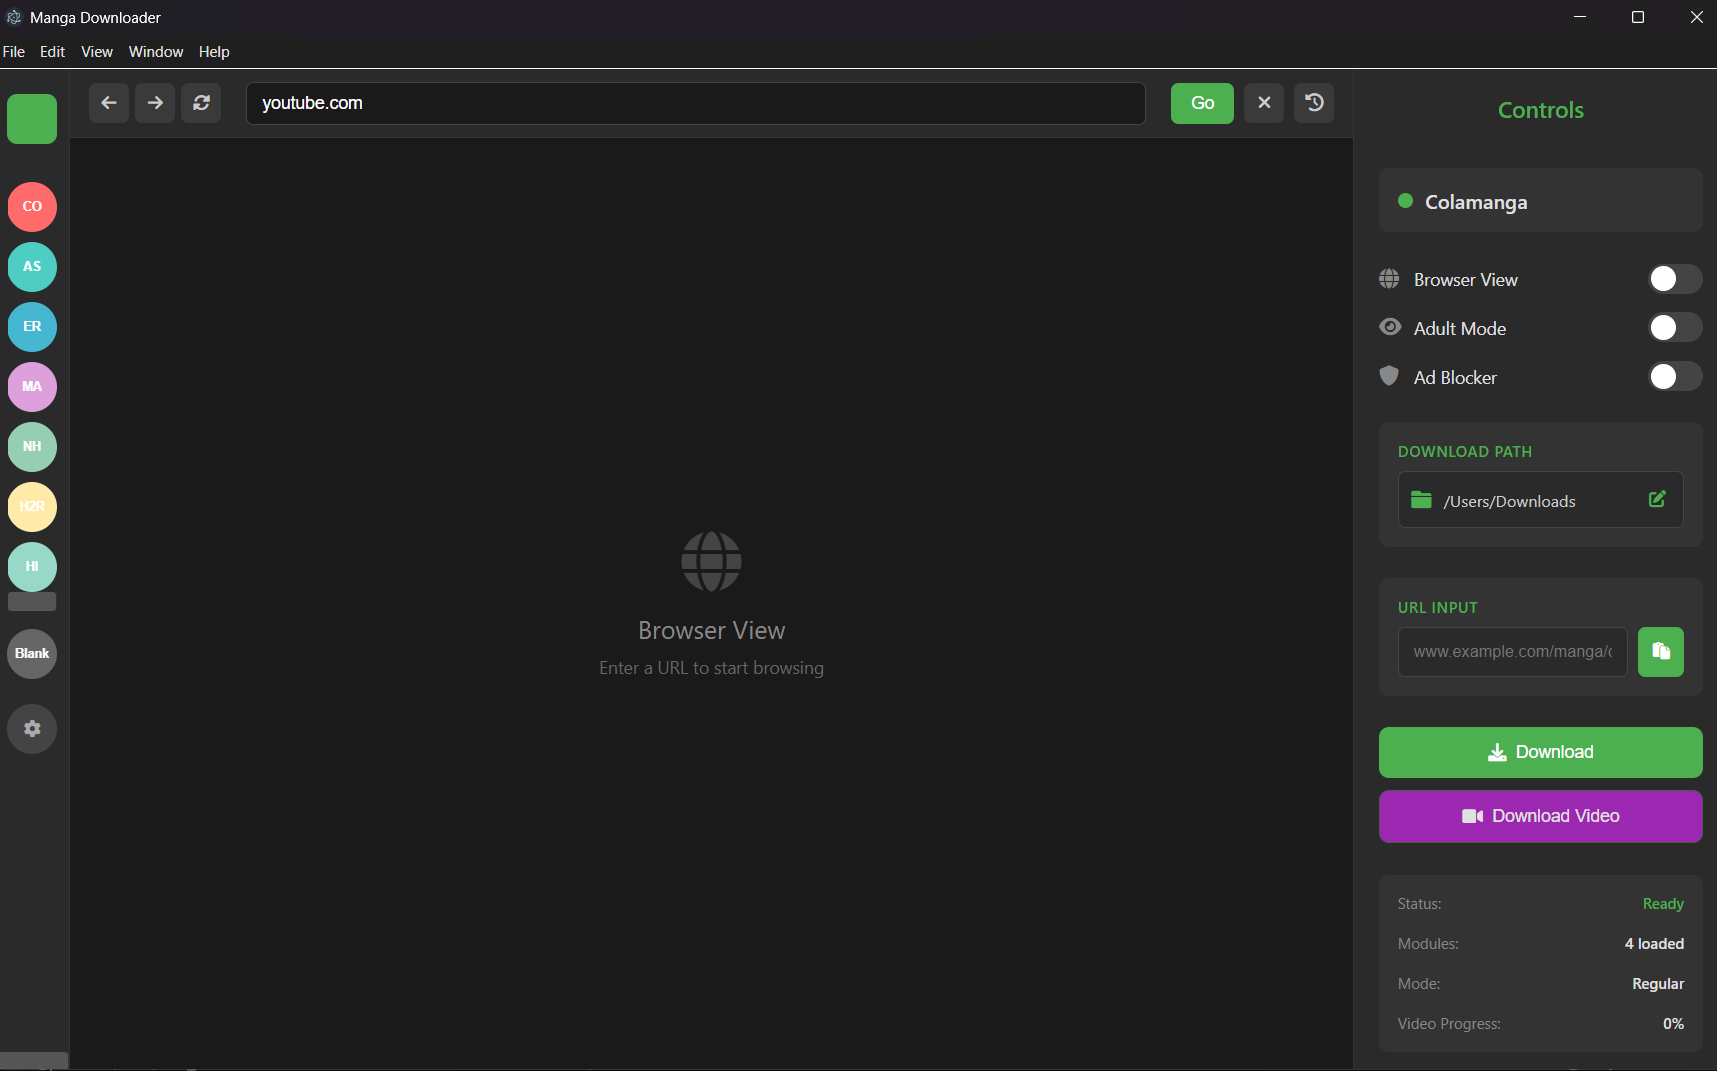 Manga Downloader
File Edit View Window Help
youtube.com
Go
CO
AS
ER
MA
NH
H2R
HI
Blank
Browser View
Enter a URL to start browsing
Controls
Colamanga
Browser View
Adult Mode
Ad Blocker
DOWNLOAD PATH
/Users/Downloads
URL INPUT
www.example.com/manga/c
Download
Download Video
Status: Ready
Modules: 4 loaded
Mode: Regular
Video Progress: 0%